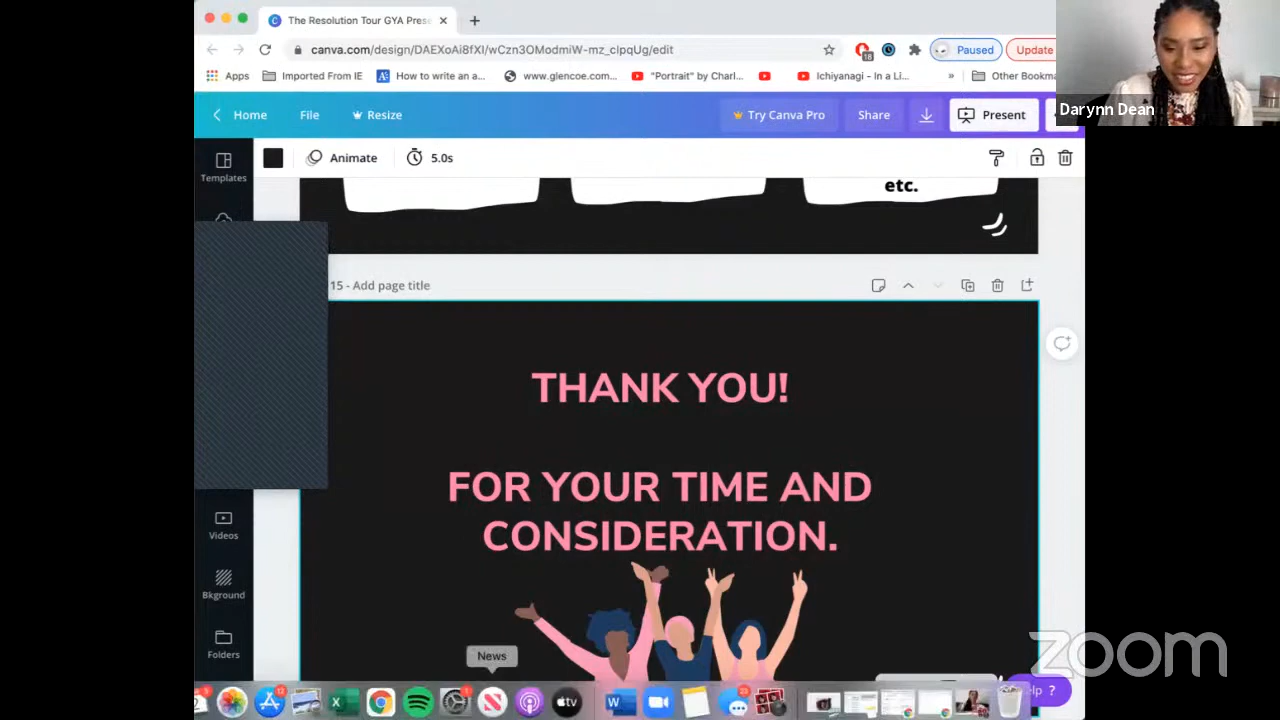 The Resolution Tour GYA Prese
canva.com/design/DAEXoAi8fXI/wCzn3OModmiW-mz_cIpqUg/edit
18
Paused
Update
Apps
Imported From IE
How to write an a...
www.glencoe.com...
"Portrait" by Charl...
Ichiyanagi - In a Li...
»
Other Bookma
Darynn Dean
Home
File
Resize
Try Canva Pro
Share
Present
Templates
Animate
5.0s
etc.
15 - Add page title
THANK YOU!
FOR YOUR TIME AND
CONSIDERATION.
Videos
Bkground
Folders
News
zoom
elp ?